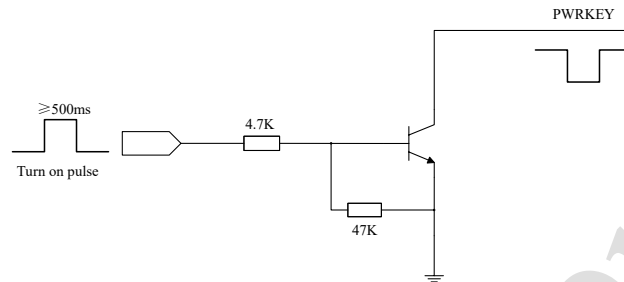 PWRKEY
≥500ms
4.7K
Turn on pulse
47K